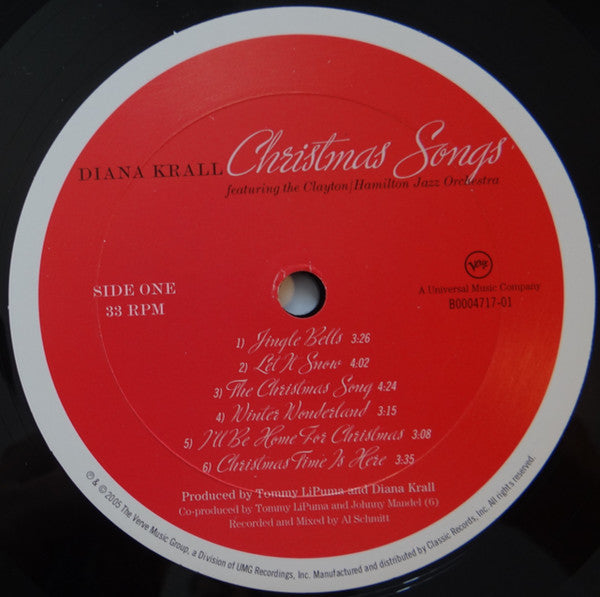 DIANA KRALL Christmas Songs
featuring the Clayton/Hamilton Jazz Orchestra
Verve
SIDE ONE
33 RPM
A Universal Music Company
B0004717-01
1) Jingle Bells 3:26
2) Let It Snow 4:02
3) The Christmas Song 4:24
4) Winter Wonderland 3:15
5) I'll Be Home For Christmas 3:08
6) Christmas Time Is Here 3:35
Produced by Tommy LiPuma and Diana Krall
Co-produced by Tommy LiPuma and Johnny Mandel (6)
Recorded and Mixed by Al Schmitt
℗ & © 2005 The Verve Music Group, a Division of UMG Recordings, Inc. Manufactured and distributed by Classic Records, Inc. All rights reserved.